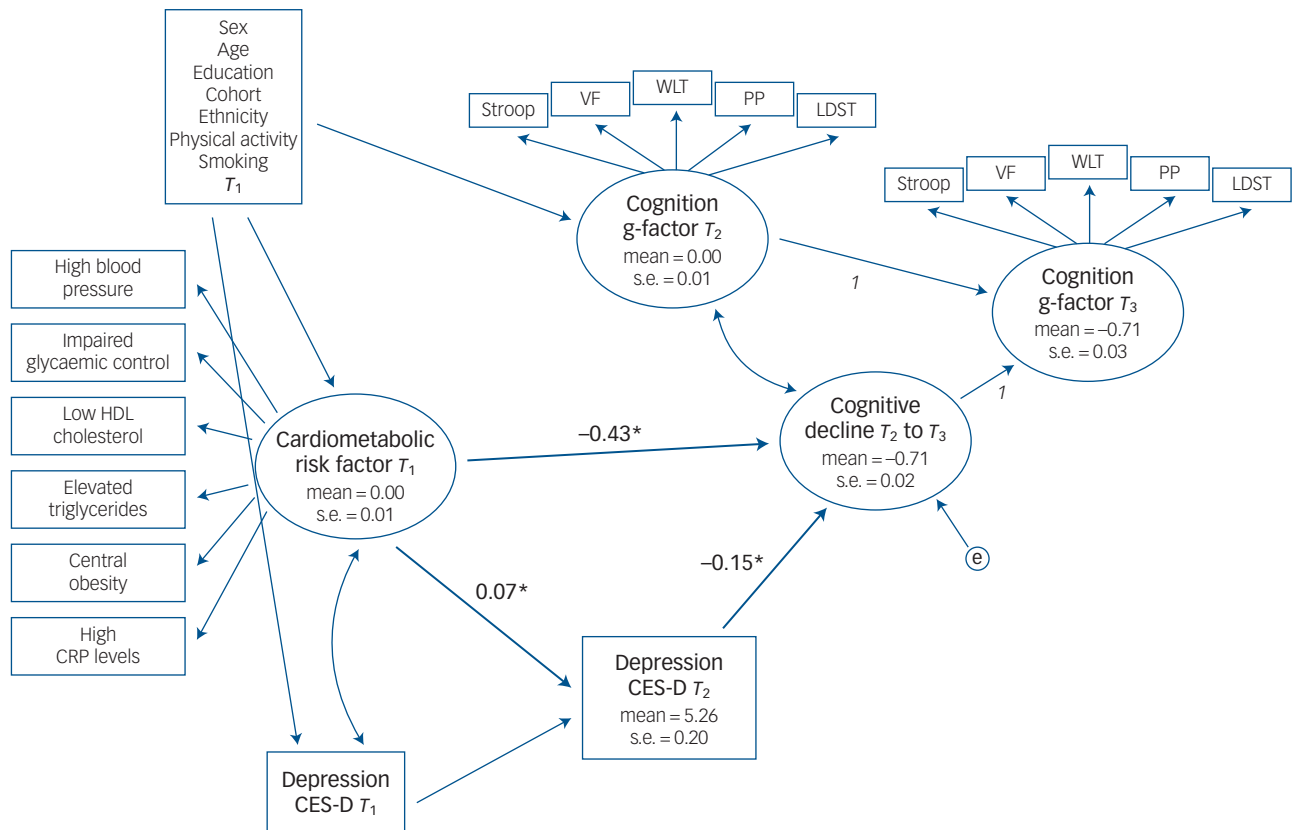 Sex
Age
Education
Cohort
Ethnicity
Physical activity
Smoking
T1
Stroop
VF
WLT
PP
LDST
Cognition
g-factor T2
mean = 0.00
s.e. = 0.01
Stroop
VF
WLT
PP
LDST
Cognition
g-factor T3
mean = –0.71
s.e. = 0.03
1
1
High blood
pressure
Impaired
glycaemic control
Low HDL
cholesterol
Elevated
triglycerides
Central
obesity
High
CRP levels
Cardiometabolic
risk factor T1
mean = 0.00
s.e. = 0.01
–0.43*
Cognitive
decline T2 to T3
mean = –0.71
s.e. = 0.02
e
0.07*
–0.15*
Depression
CES-D T2
mean = 5.26
s.e. = 0.20
Depression
CES-D T1